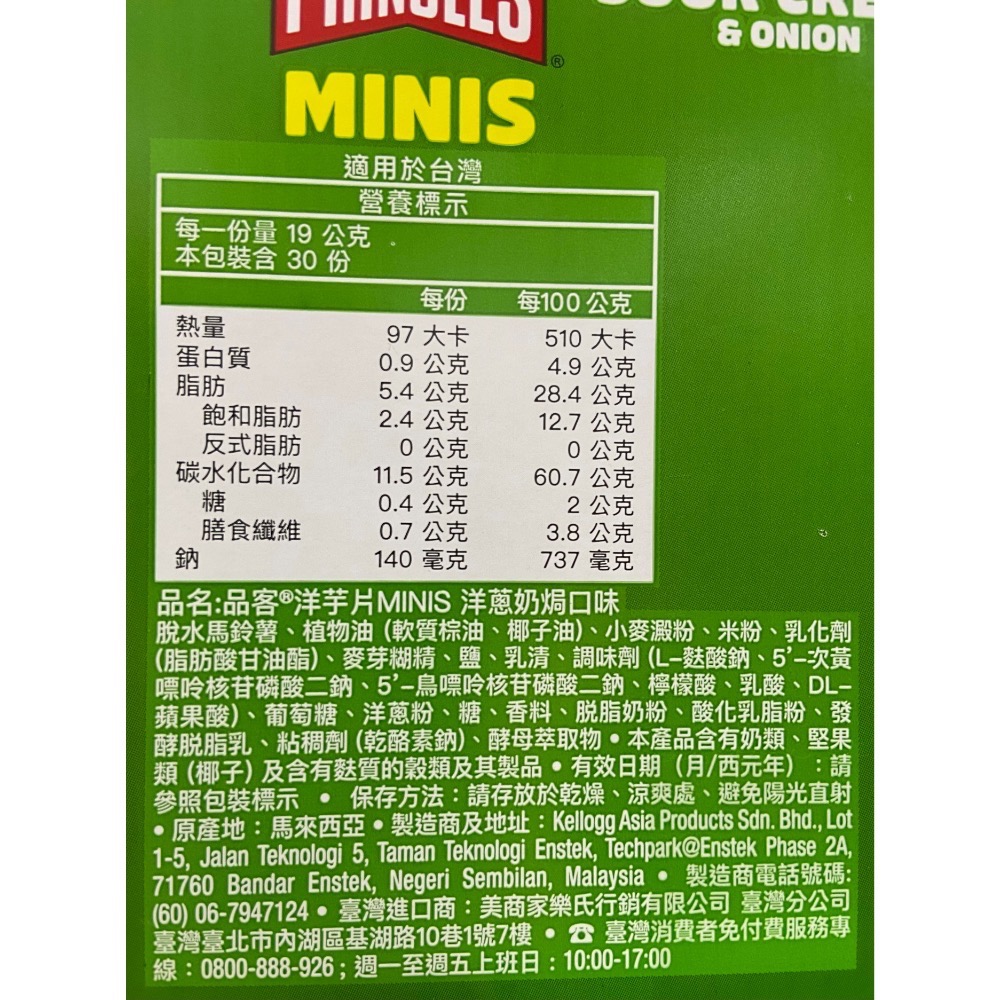 & ONION
MINIS
適用於台灣
營養標示
每一份量 19 公克
本包裝含 30 份
每份 每100 公克
熱量 97 大卡 510 大卡
蛋白質 0.9 公克 4.9 公克
脂肪 5.4 公克 28.4 公克
飽和脂肪 2.4 公克 12.7 公克
反式脂肪 0 公克 0 公克
碳水化合物 11.5 公克 60.7 公克
糖 0.4 公克 2 公克
膳食纖維 0.7 公克 3.8 公克
鈉 140 毫克 737 毫克
品名:品客®洋芋片MINIS 洋蔥奶焗口味
脫水馬鈴薯、植物油 (軟質棕油、椰子油)、小麥澱粉、米粉、乳化劑
(脂肪酸甘油酯)、麥芽糊精、鹽、乳清、調味劑 (L-麩酸鈉、5’-次黃
嘌呤核苷磷酸二鈉、5’-鳥嘌呤核苷磷酸二鈉、檸檬酸、乳酸、DL-
蘋果酸)、葡萄糖、洋蔥粉、糖、香料、脫脂奶粉、酸化乳脂粉、發
酵脫脂乳、粘稠劑 (乾酪素鈉)、酵母萃取物•本產品含有奶類、堅果
類 (椰子) 及含有麩質的穀類及其製品•有效日期 (月/西元年) : 請
參照包裝標示 • 保存方法:請存放於乾燥、涼爽處、避免陽光直射
•原產地:馬來西亞•製造商及地址:Kellogg Asia Products Sdn. Bhd., Lot
1-5, Jalan Teknologi 5, Taman Teknologi Enstek, Techpark@Enstek Phase 2A,
71760 Bandar Enstek, Negeri Sembilan, Malaysia • 製造商電話號碼:
(60) 06-7947124 • 臺灣進口商:美商家樂氏行銷有限公司 臺灣分公司
臺灣臺北市內湖區基湖路10巷1號7樓 • ☎ 臺灣消費者免付費服務專
線:0800-888-926 ; 週一至週五上班日:10:00-17:00